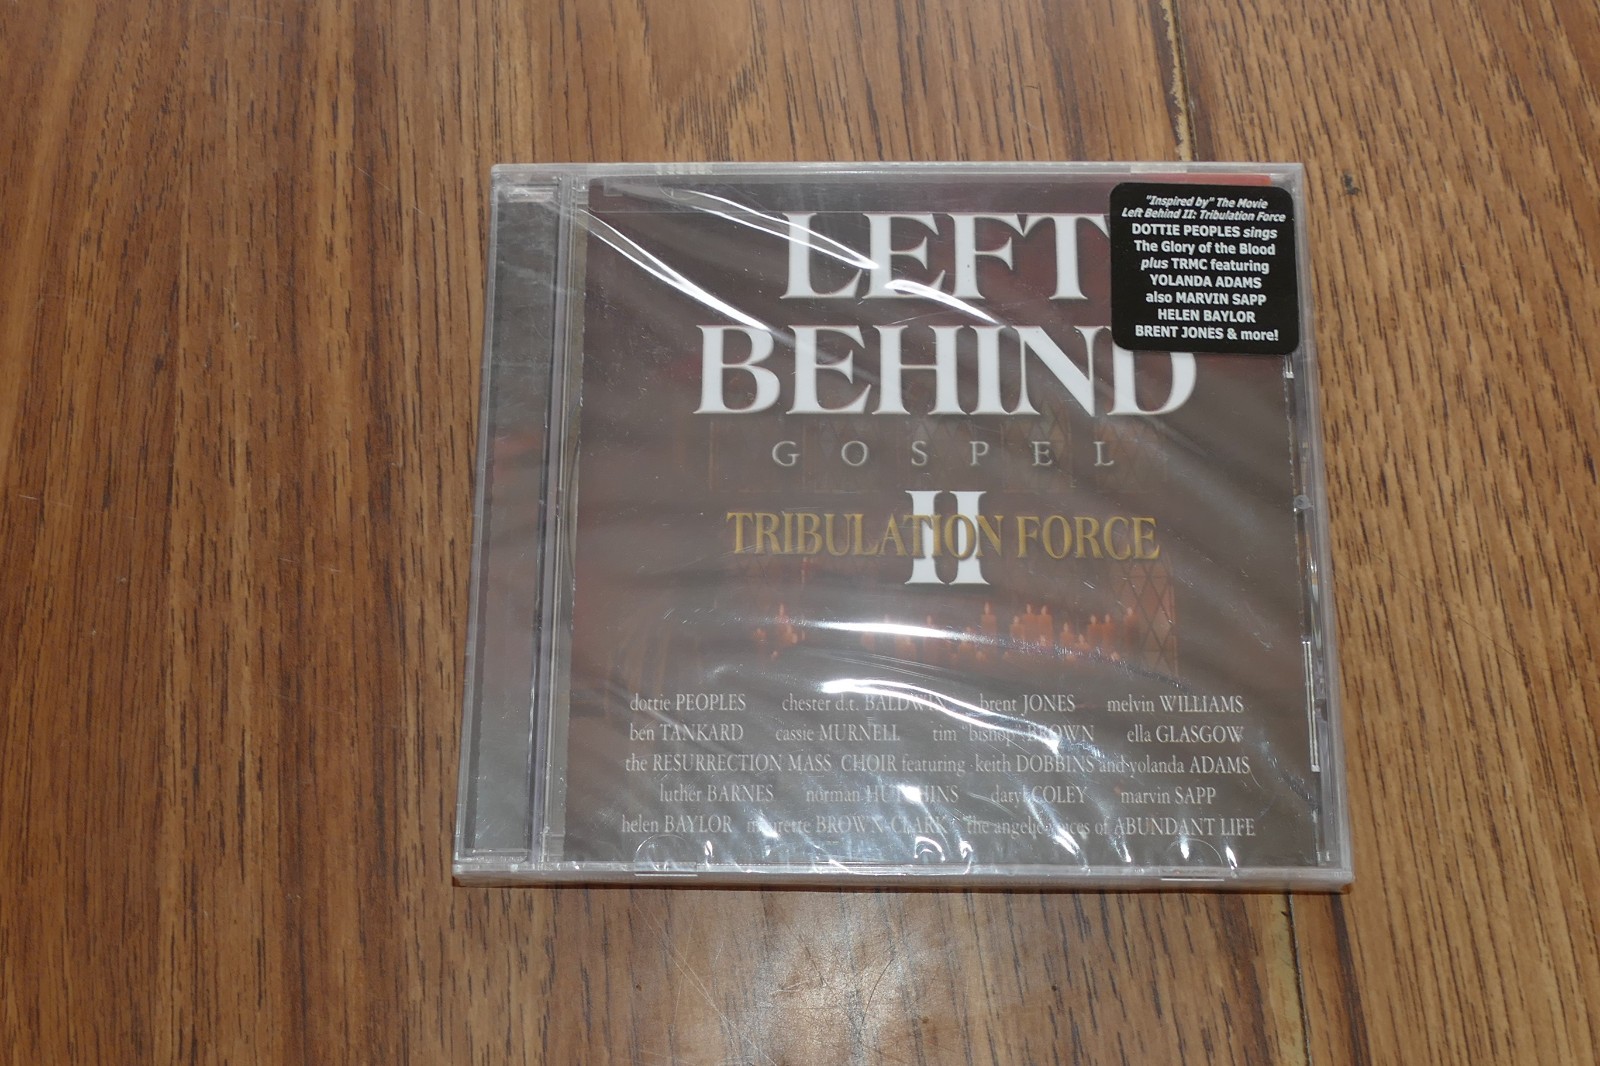 LEFT
BEHIND
GOSPEL
II
TRIBULATION FORCE
"Inspired by" The Movie
Left Behind II: Tribulation Force
DOTTIE PEOPLES sings
The Glory of the Blood
plus TRMC featuring
YOLANDA ADAMS
also MARVIN SAPP
HELEN BAYLOR
BRENT JONES & more!
dottie PEOPLES chester d.t. BALDWIN brent JONES melvin WILLIAMS
ben TANKARD cassie MURNELL tim "bishop" BROWN ella GLASGOW
the RESURRECTION MASS CHOIR featuring keith DOBBINS and yolanda ADAMS
luther BARNES norman HUTCHINS daryl COLEY marvin SAPP
helen BAYLOR BROWN-CLARK the angelic voices of ABUNDANT LIFE